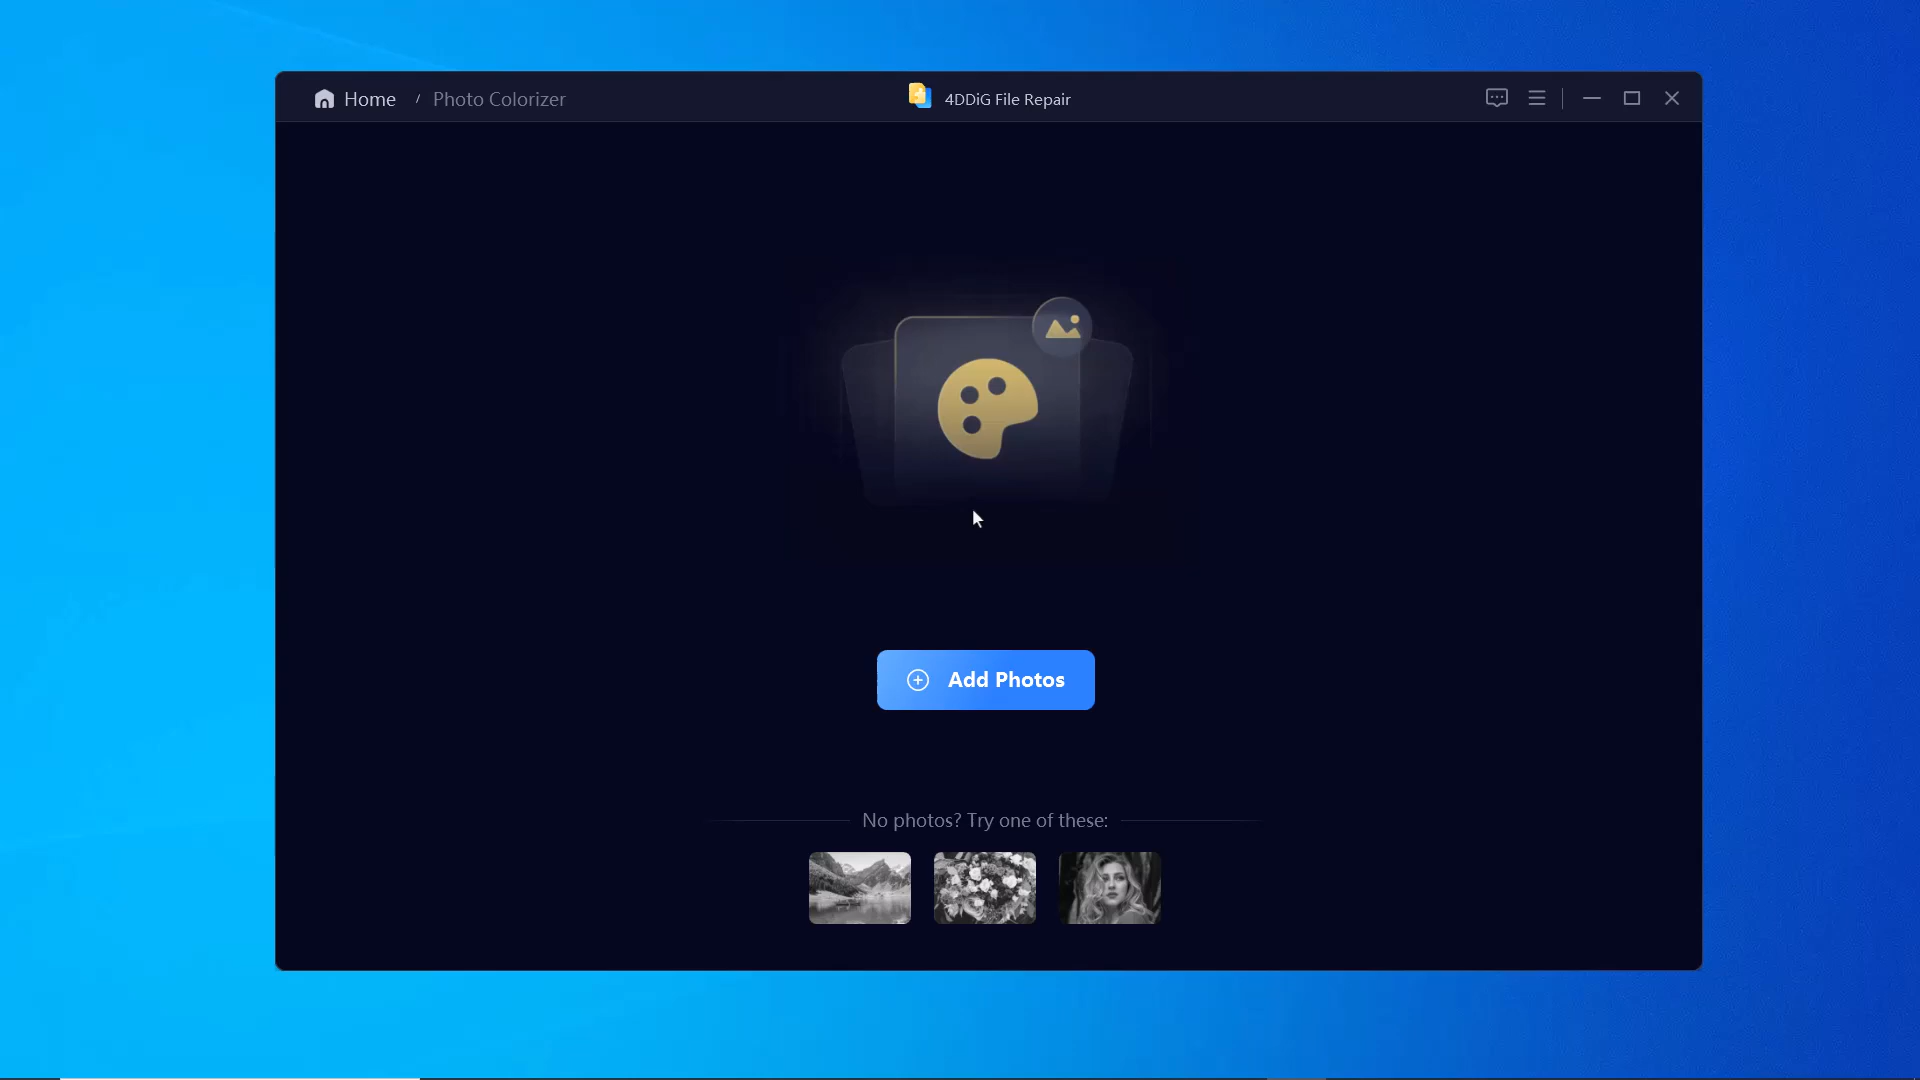 Home / Photo Colorizer
4DDiG File Repair
Add Photos
No photos? Try one of these: